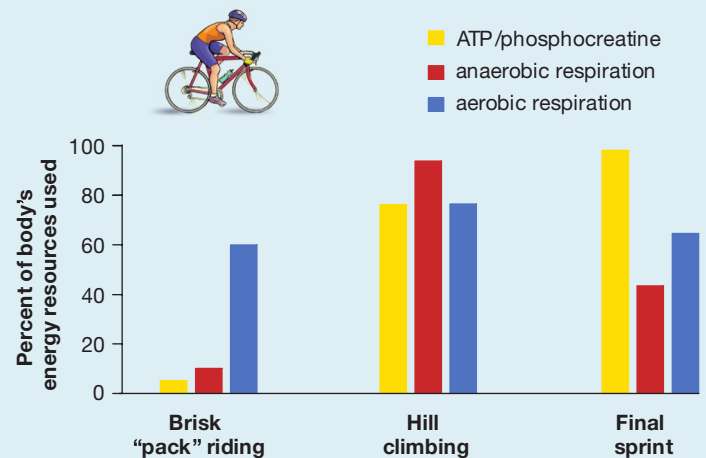 ATP/phosphocreatine
anaerobic respiration
aerobic respiration
Percent of body's
energy resources used
100
80
60
40
20
0
Brisk
“pack” riding
Hill
climbing
Final
sprint